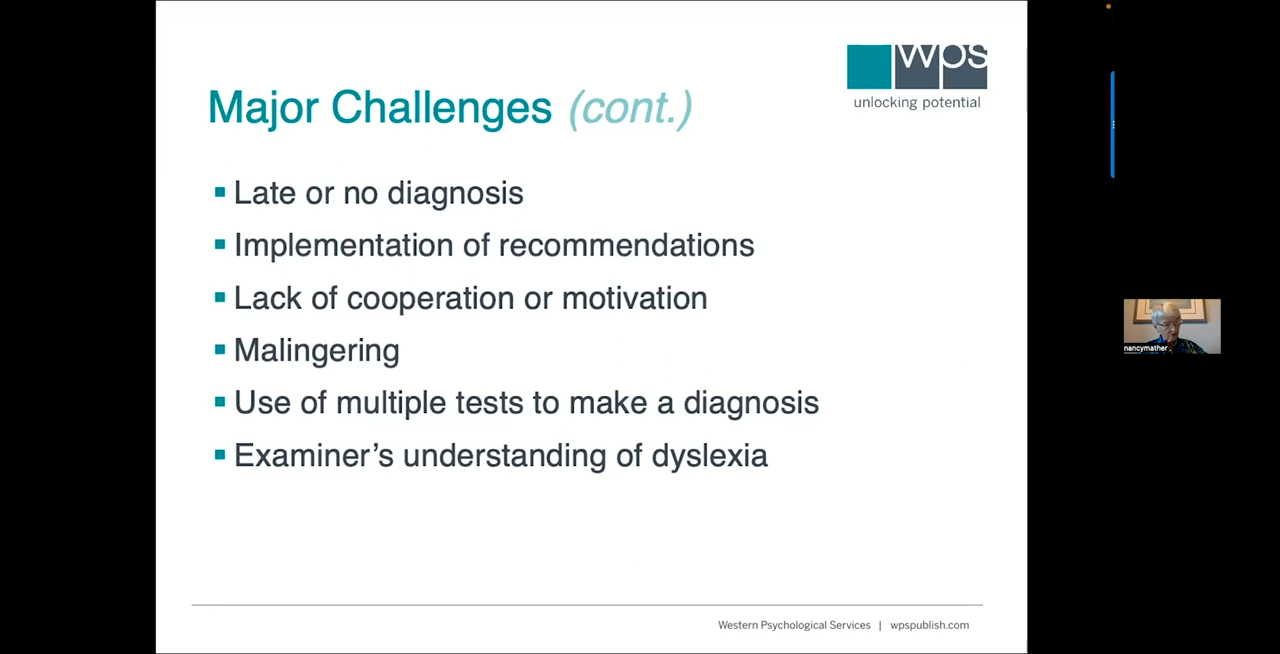 wps
unlocking potential
Major Challenges (cont.)
Late or no diagnosis
Implementation of recommendations
Lack of cooperation or motivation
Malingering
Use of multiple tests to make a diagnosis
Examiner’s understanding of dyslexia
nancymather
Western Psychological Services | wpspublish.com